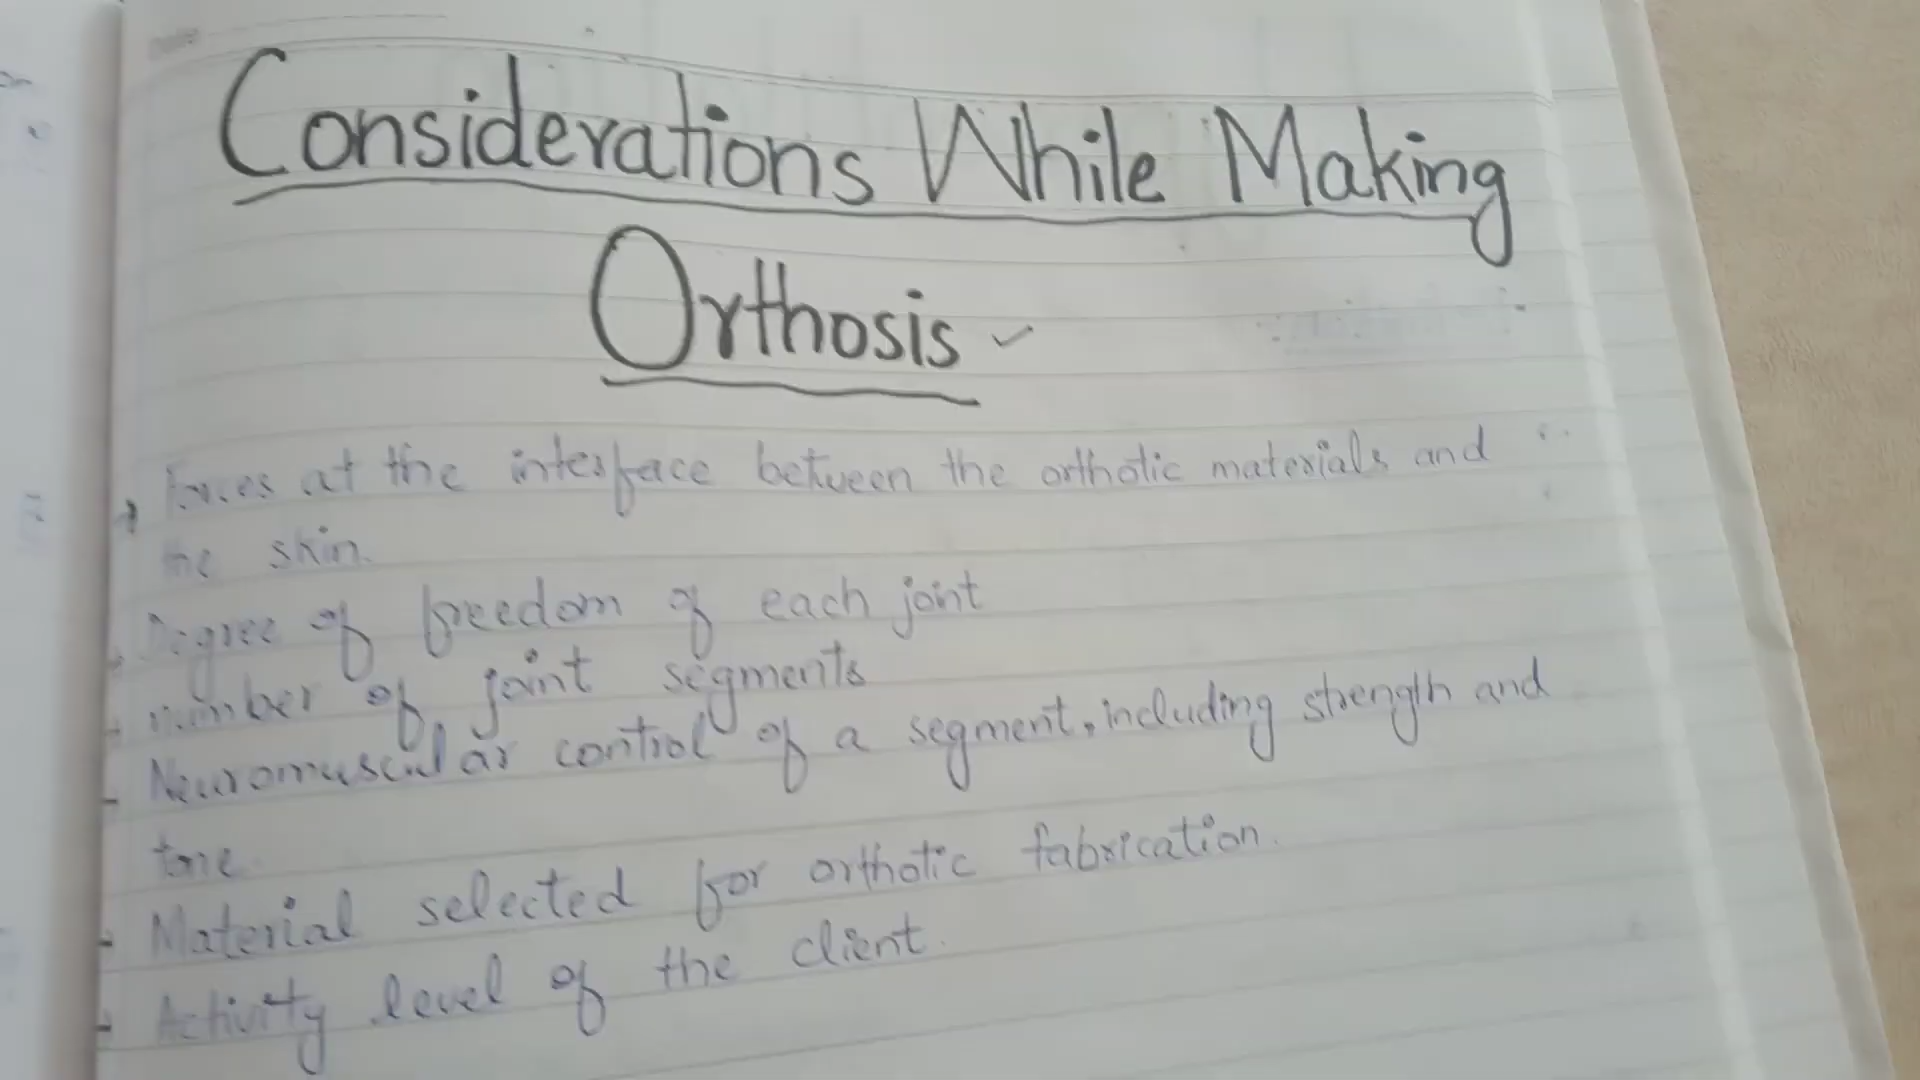 Considerations While Making
Orthosis
Forces at the interface between the orthotic materials and
the skin.
Degree of freedom of each joint
number of joint segments
Neuromuscular control of a segment, including strength and
tone
Material selected for orthotic fabrication.
Activity level of the client.